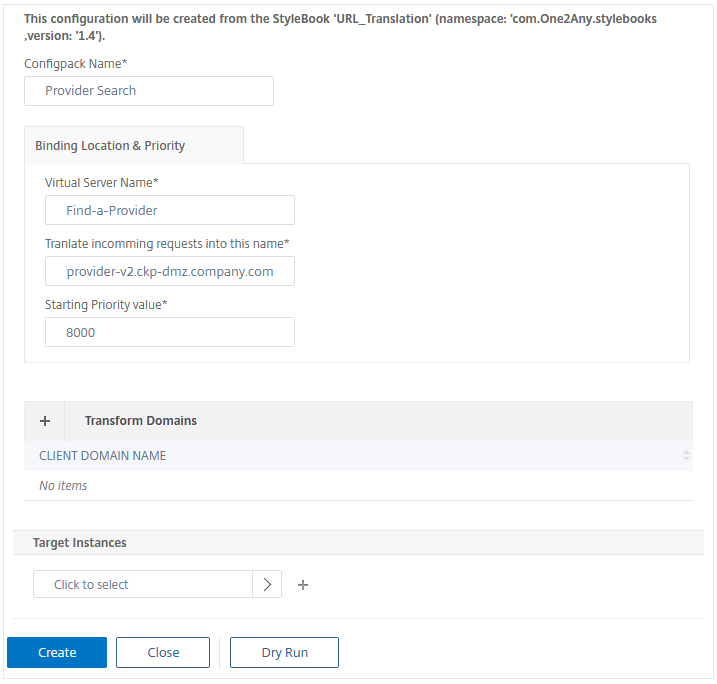 This configuration will be created from the StyleBook 'URL_Translation' (namespace: 'com.One2Any.stylebooks
,version: '1.4').
Configpack Name*
Provider Search
Binding Location & Priority
Virtual Server Name*
Find-a-Provider
Tranlate incomming requests into this name*
provider-v2.ckp-dmz.company.com
Starting Priority value*
8000
+ Transform Domains
CLIENT DOMAIN NAME
No items
Target Instances
Click to select > +
Create Close Dry Run